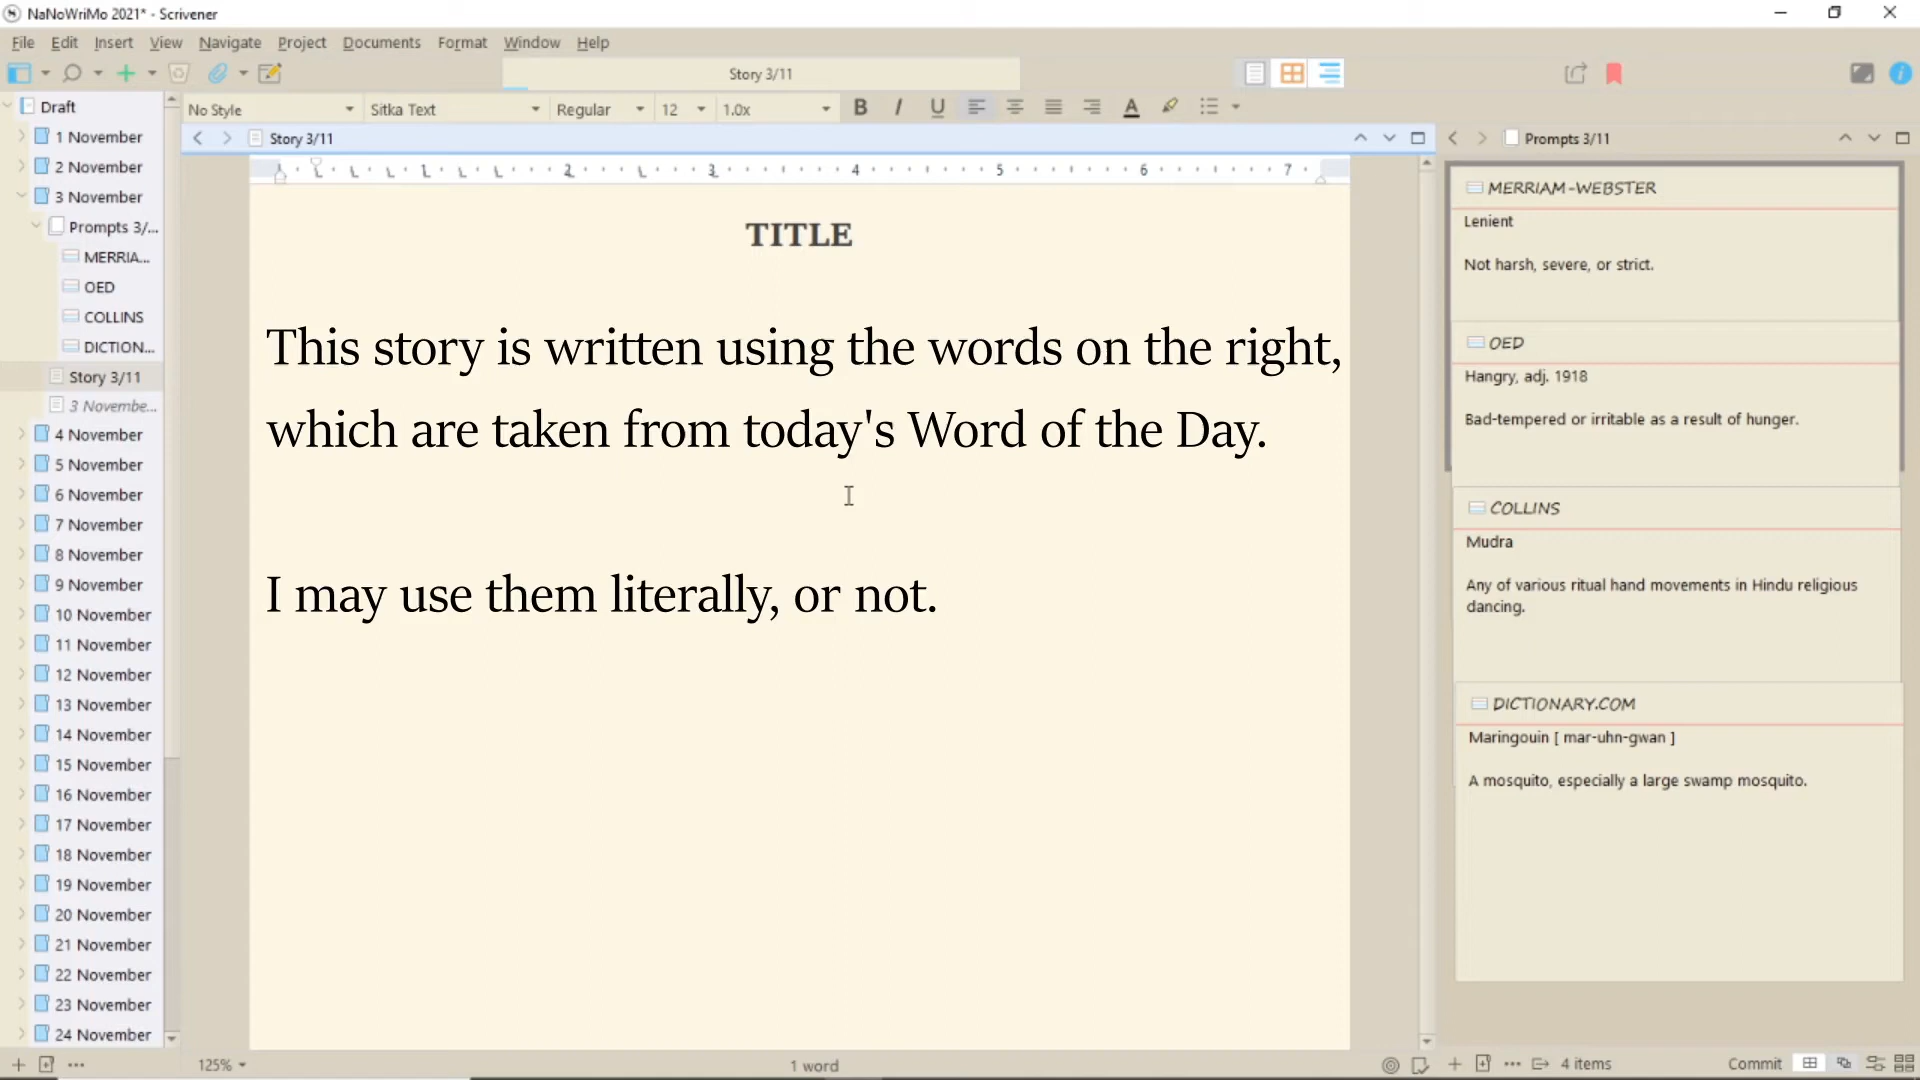 NaNoWriMo 2021* - Scrivener
File Edit Insert View Navigate Project Documents Format Window Help
Story 3/11
No Style Sitka Text Regular 12 1.0x B I U A
Draft
1 November
2 November
3 November
Prompts 3/...
MERRIA...
OED
COLLINS
DICTION...
Story 3/11
3 Novembe...
4 November
5 November
6 November
7 November
8 November
9 November
10 November
11 November
12 November
13 November
14 November
15 November
16 November
17 November
18 November
19 November
20 November
21 November
22 November
23 November
24 November
Story 3/11
1 2 3 4 5 6 7
TITLE
This story is written using the words on the right,
which are taken from today's Word of the Day.
I may use them literally, or not.
125% 1 word
Prompts 3/11
MERRIAM-WEBSTER
Lenient
Not harsh, severe, or strict.
OED
Hangry, adj. 1918
Bad-tempered or irritable as a result of hunger.
COLLINS
Mudra
Any of various ritual hand movements in Hindu religious
dancing.
DICTIONARY.COM
Maringouin [ mar-uhn-gwan ]
A mosquito, especially a large swamp mosquito.
4 items Commit